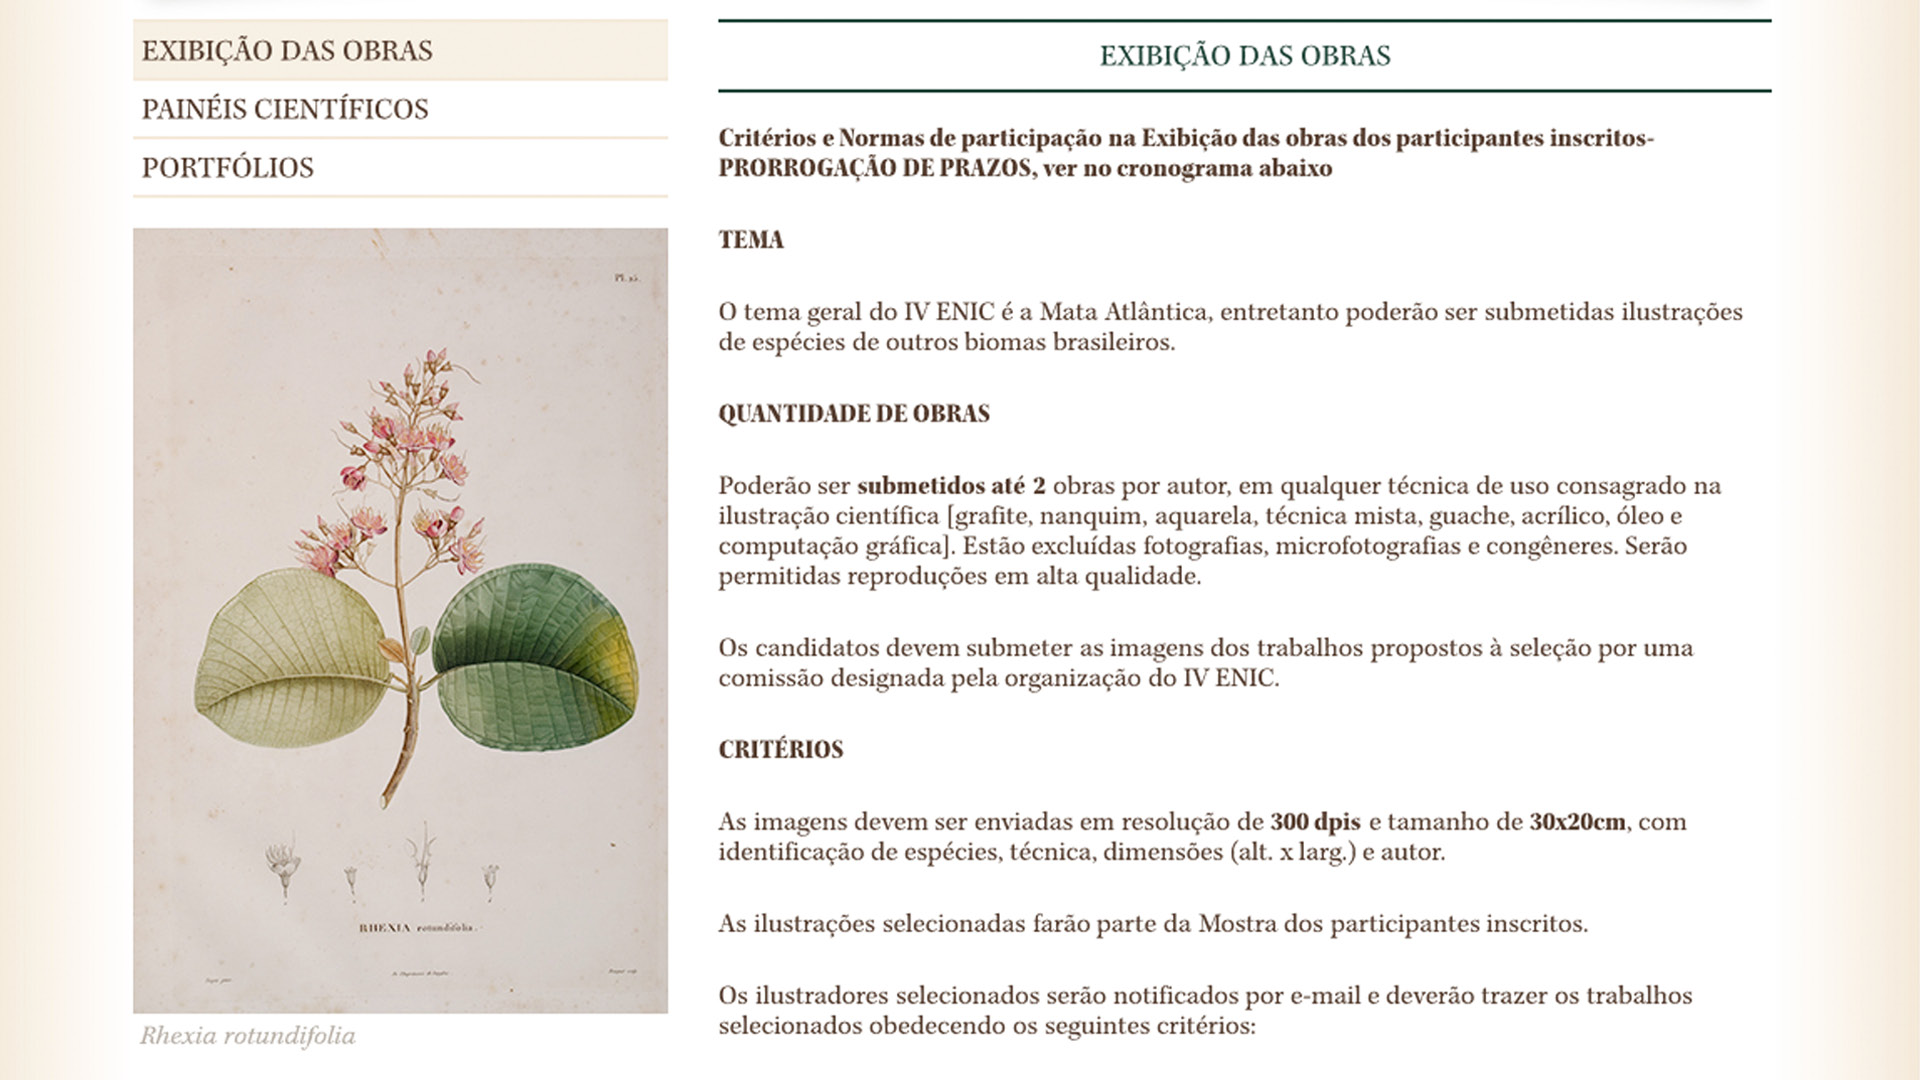 EXIBIÇÃO DAS OBRAS
PAINÉIS CIENTÍFICOS
PORTFÓLIOS
Pl. 25.
RHEXIA rotundifolia.
Rhexia rotundifolia
EXIBIÇÃO DAS OBRAS
Critérios e Normas de participação na Exibição das obras dos participantes inscritos-
PRORROGAÇÃO DE PRAZOS, ver no cronograma abaixo
TEMA
O tema geral do IV ENIC é a Mata Atlântica, entretanto poderão ser submetidas ilustrações
de espécies de outros biomas brasileiros.
QUANTIDADE DE OBRAS
Poderão ser submetidos até 2 obras por autor, em qualquer técnica de uso consagrado na
ilustração científica [grafite, nanquim, aquarela, técnica mista, guache, acrílico, óleo e
computação gráfica]. Estão excluídas fotografias, microfotografias e congêneres. Serão
permitidas reproduções em alta qualidade.
Os candidatos devem submeter as imagens dos trabalhos propostos à seleção por uma
comissão designada pela organização do IV ENIC.
CRITÉRIOS
As imagens devem ser enviadas em resolução de 300 dpis e tamanho de 30x20cm, com
identificação de espécies, técnica, dimensões (alt. x larg.) e autor.
As ilustrações selecionadas farão parte da Mostra dos participantes inscritos.
Os ilustradores selecionados serão notificados por e-mail e deverão trazer os trabalhos
selecionados obedecendo os seguintes critérios: